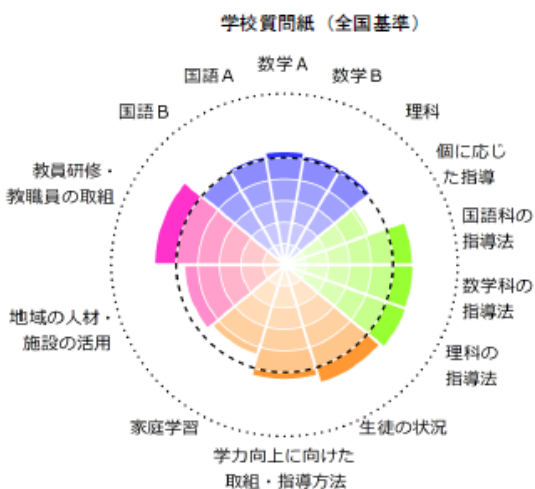 学校質問紙（全国基準）
数学Ａ
国語Ａ
数学Ｂ
国語Ｂ
理科
個に応じ
た指導
教員研修・
教職員の取組
国語科の
指導法
数学科の
指導法
地域の人材・
施設の活用
理科の
指導法
家庭学習
生徒の状況
学力向上に向けた
取組・指導方法